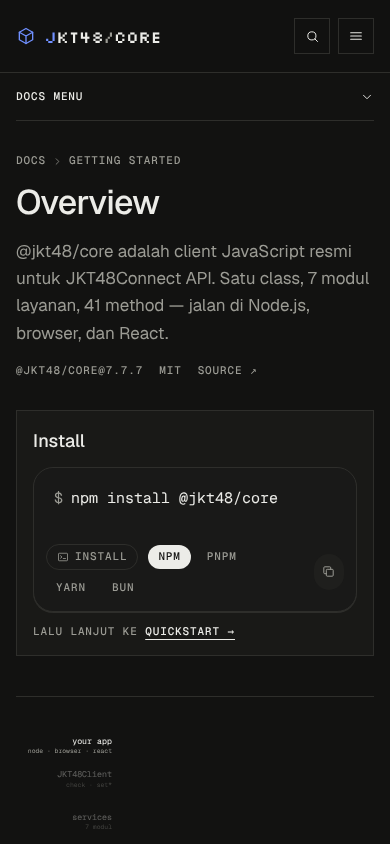 JKT48/CORE
DOCS MENU
DOCS > GETTING STARTED
Overview
@jkt48/core adalah client JavaScript resmi
untuk JKT48Connect API. Satu class, 7 modul
layanan, 41 method — jalan di Node.js,
browser, dan React.
@JKT48/CORE@7.7.7 MIT SOURCE ↗
Install
$ npm install @jkt48/core
INSTALL NPM PNPM
YARN BUN
LALU LANJUT KE QUICKSTART →
your app
node · browser · react
JKT48Client
check · set*
services
7 modul